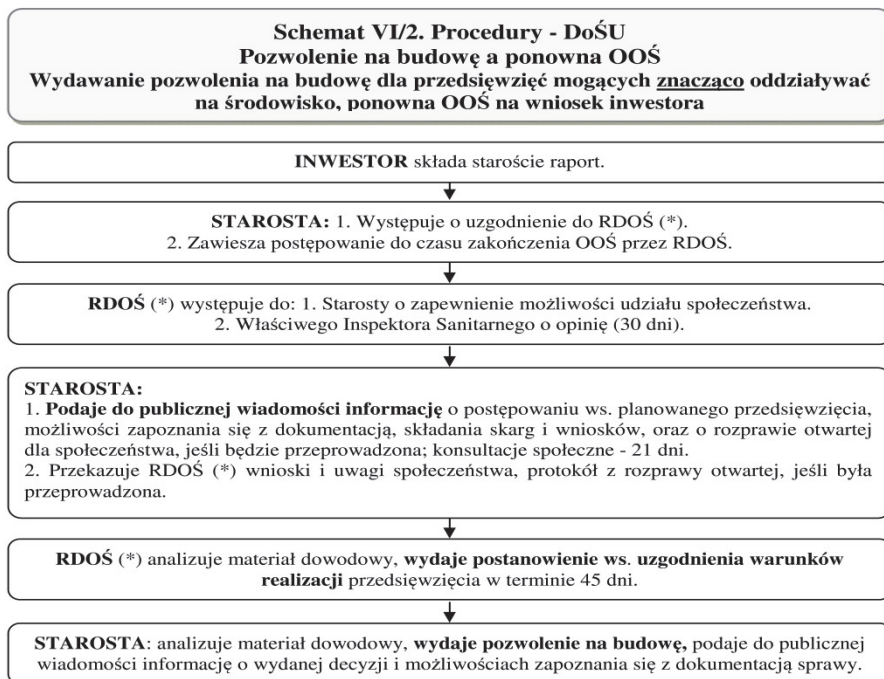 Schemat VI/2. Procedury - DoŚU
Pozwolenie na budowę a ponowna OOŚ
Wydawanie pozwolenia na budowę dla przedsięwzięć mogących znacząco oddziaływać
na środowisko, ponowna OOŚ na wniosek inwestora
INWESTOR składa staroście raport.
STAROSTA: 1. Występuje o uzgodnienie do RDOŚ (*).
2. Zawiesza postępowanie do czasu zakończenia OOŚ przez RDOŚ.
RDOŚ (*) występuje do: 1. Starosty o zapewnienie możliwości udziału społeczeństwa.
2. Właściwego Inspektora Sanitarnego o opinię (30 dni).
STAROSTA:
1. Podaje do publicznej wiadomości informację o postępowaniu ws. planowanego przedsięwzięcia,
możliwości zapoznania się z dokumentacją, składania skarg i wniosków, oraz o rozprawie otwartej
dla społeczeństwa, jeśli będzie przeprowadzona; konsultacje społeczne - 21 dni.
2. Przekazuje RDOŚ (*) wnioski i uwagi społeczeństwa, protokół z rozprawy otwartej, jeśli była
przeprowadzona.
RDOŚ (*) analizuje materiał dowodowy, wydaje postanowienie ws. uzgodnienia warunków
realizacji przedsięwzięcia w terminie 45 dni.
STAROSTA: analizuje materiał dowodowy, wydaje pozwolenie na budowę, podaje do publicznej
wiadomości informację o wydanej decyzji i możliwościach zapoznania się z dokumentacją sprawy.